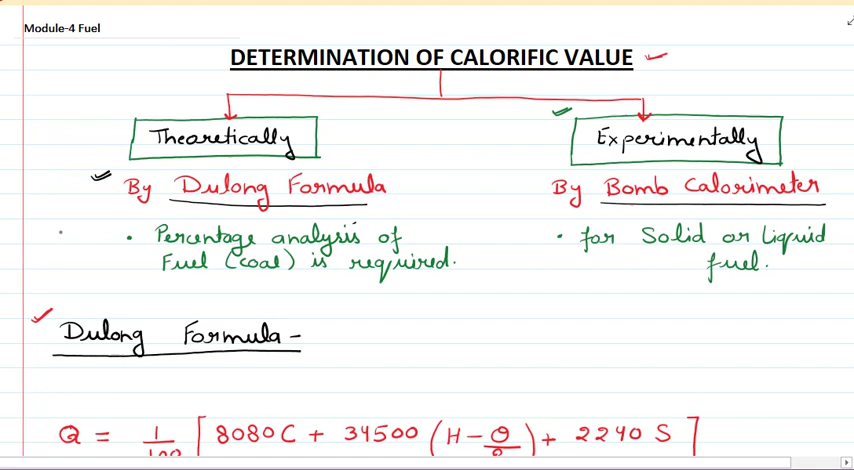 Module-4 Fuel
DETERMINATION OF CALORIFIC VALUE
Theoretically
Experimentally
By Dulong Formula
By Bomb Calorimeter
• Percentage analysis of
Fuel (coal) is required.
• for Solid or Liquid
fuel.
Dulong Formula -
Q = 1/100 [ 8080 C + 34500 ( H - O/8 ) + 2240 S ]